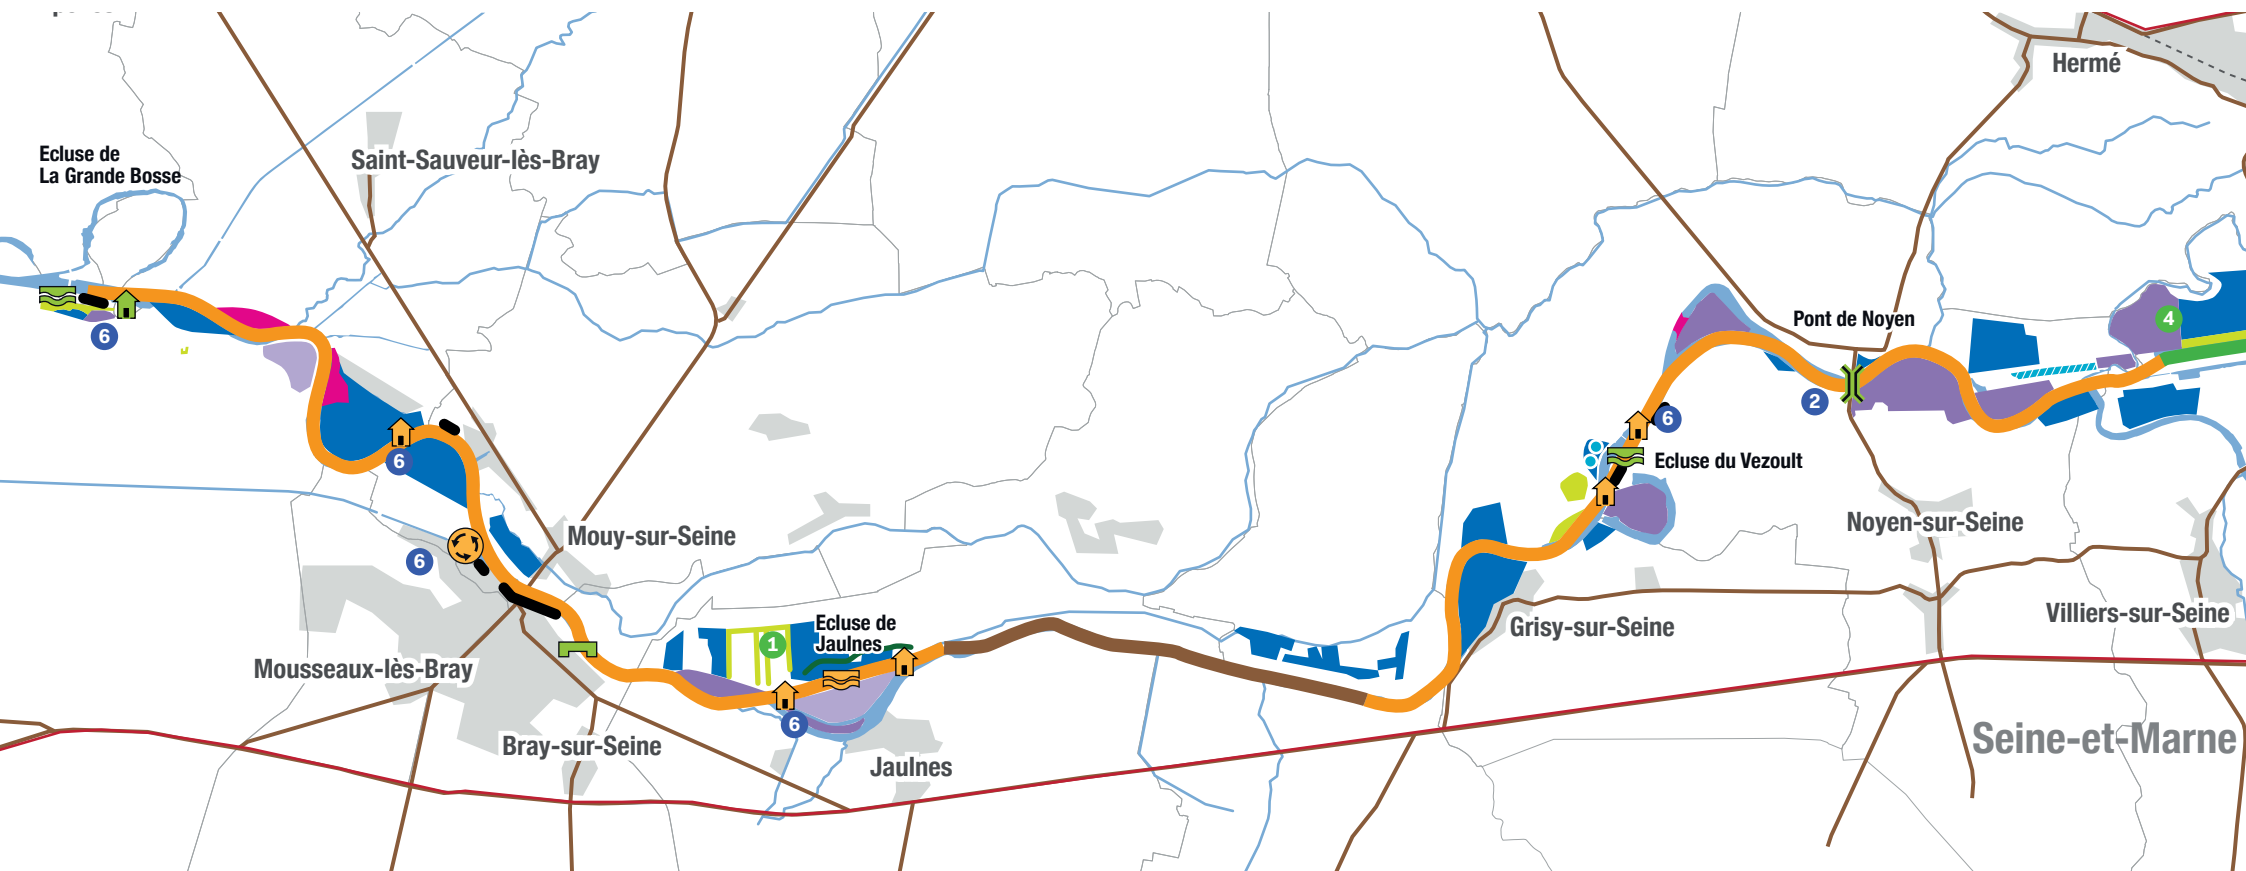 Hermé
Ecluse de
La Grande Bosse
Saint-Sauveur-lès-Bray
6
4
Pont de Noyen
2
6
6
Ecluse du Vezoult
Noyen-sur-Seine
Mouy-sur-Seine
6
Villiers-sur-Seine
Grisy-sur-Seine
Ecluse de
Jaulnes
1
Mousseaux-lès-Bray
6
Bray-sur-Seine
Jaulnes
Seine-et-Marne